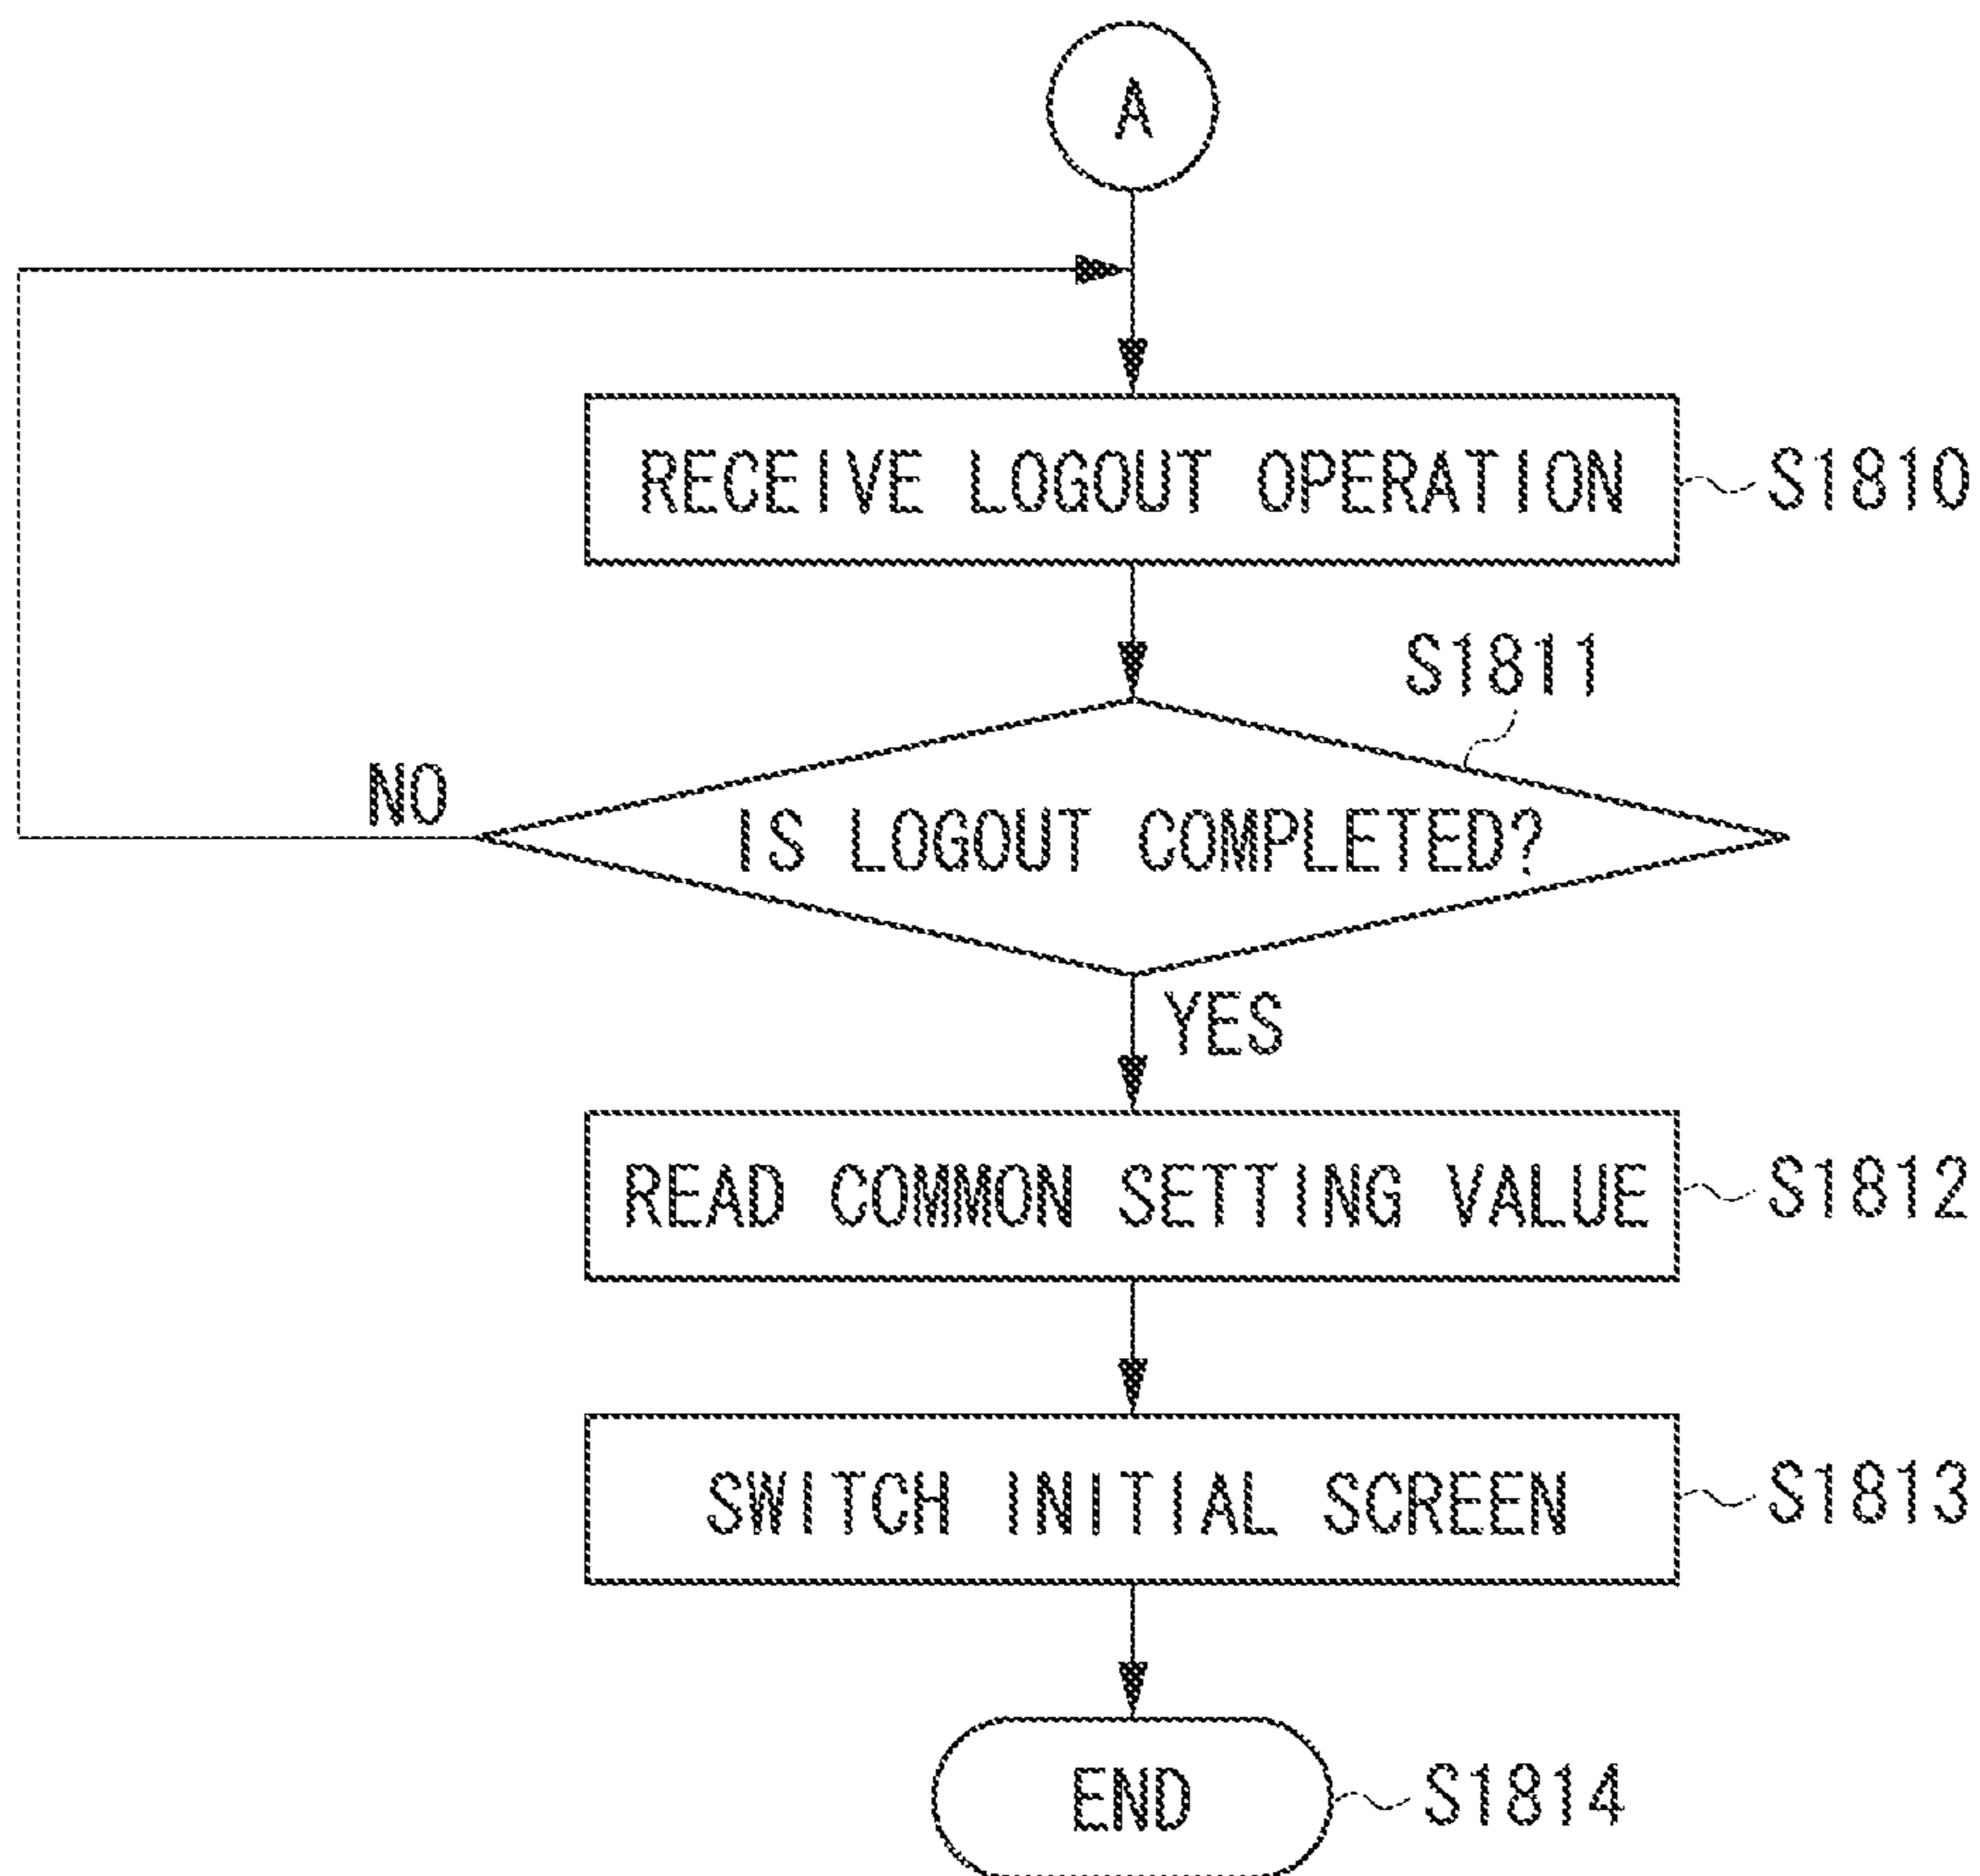 A
RECEIVE LOGOUT OPERATION
S1810
S1811
NO
IS LOGOUT COMPLETED?
YES
READ COMMON SETTING VALUE
S1812
SWITCH INITIAL SCREEN
S1813
END
S1814